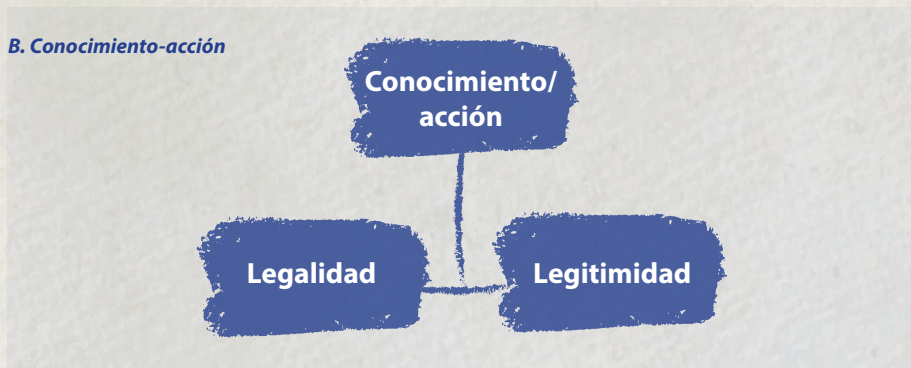 B. Conocimiento-acción
Conocimiento/
acción
Legalidad
Legitimidad